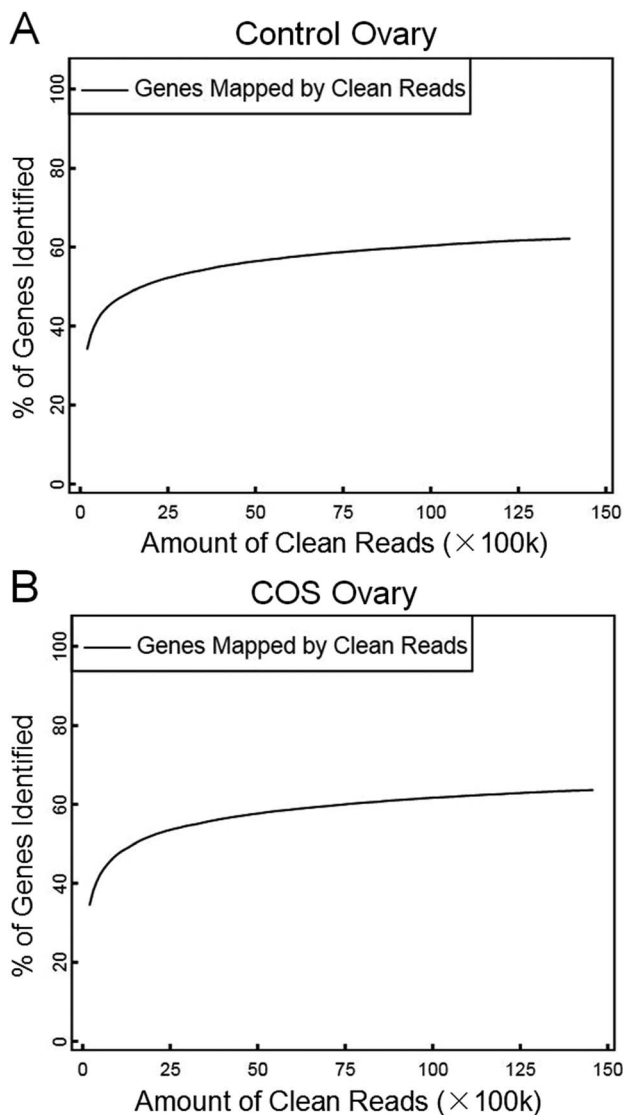 A
Control Ovary
Genes Mapped by Clean Reads
% of Genes Identified
100
80
60
40
20
0
0 25 50 75 100 125 150
Amount of Clean Reads (×100k)
B
COS Ovary
Genes Mapped by Clean Reads
% of Genes Identified
100
80
60
40
20
0
0 25 50 75 100 125 150
Amount of Clean Reads (×100k)